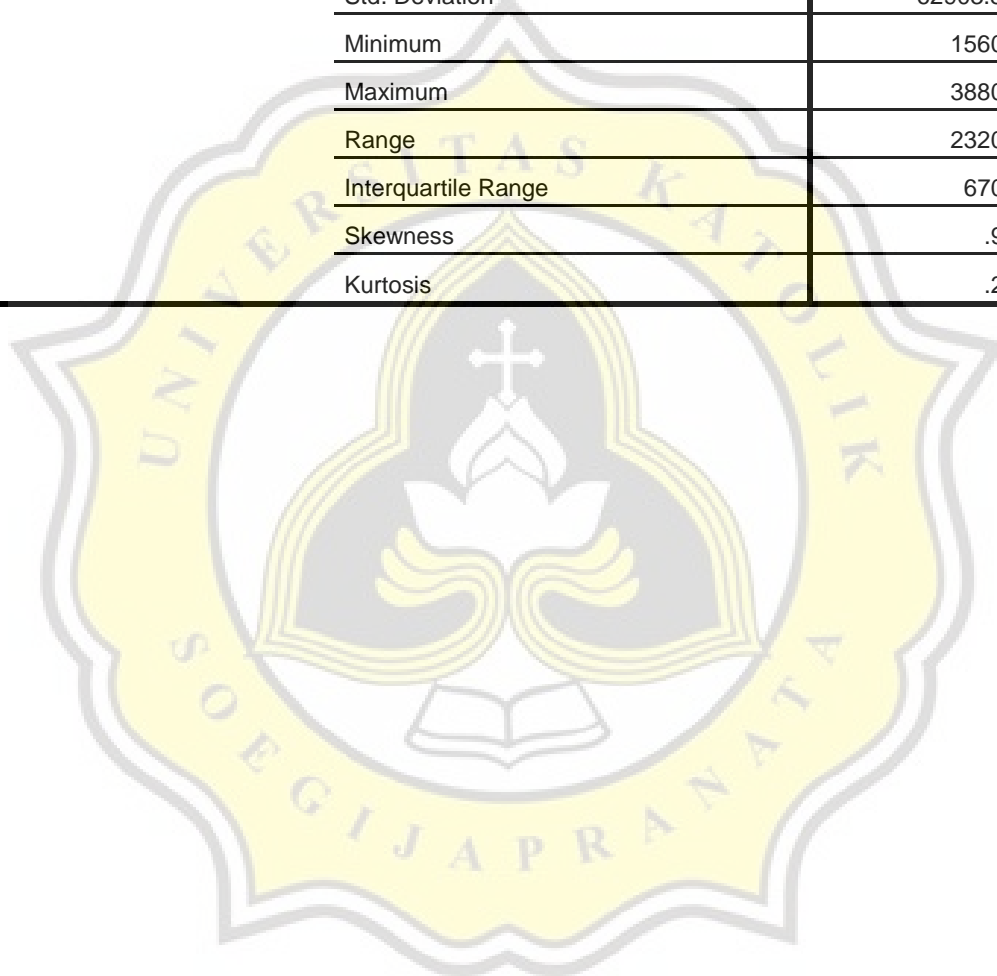 Std. Deviation
Minimum 1560
Maximum 3880
Range 2320
Interquartile Range 670
Skewness .9
Kurtosis .2
UNIVERSITAS KATOLIK
SOEGIJAPRANATA